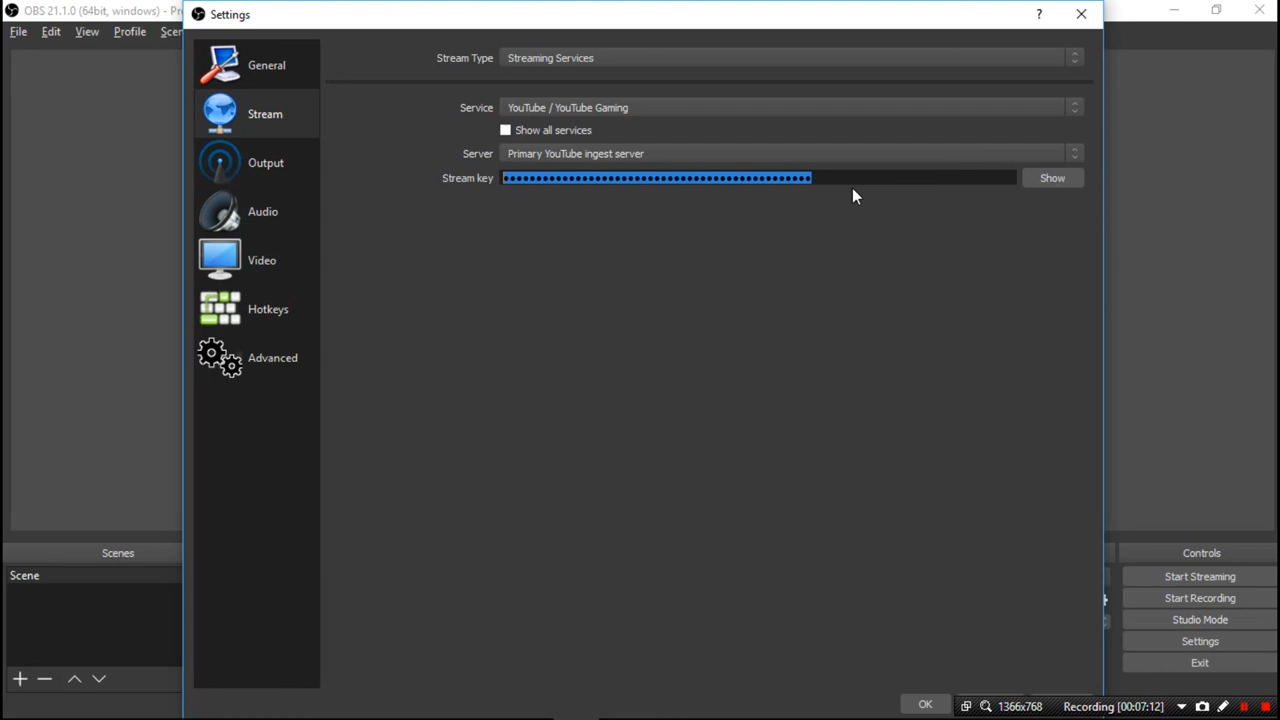 OBS 21.1.0 (64bit, windows) - Pr
Settings
?
File Edit View Profile Scen
General
Stream
Output
Audio
Video
Hotkeys
Advanced
Stream Type Streaming Services
Service YouTube / YouTube Gaming
Show all services
Server Primary YouTube ingest server
Stream key ●●●●●●●●●●●●●●●●●●●●●●●●●●●●●●●●●●●●●●●●●●●●●●● Show
Scenes
Scene
Controls
Start Streaming
Start Recording
Studio Mode
Settings
Exit
OK
1366x768 Recording [00:07:12]